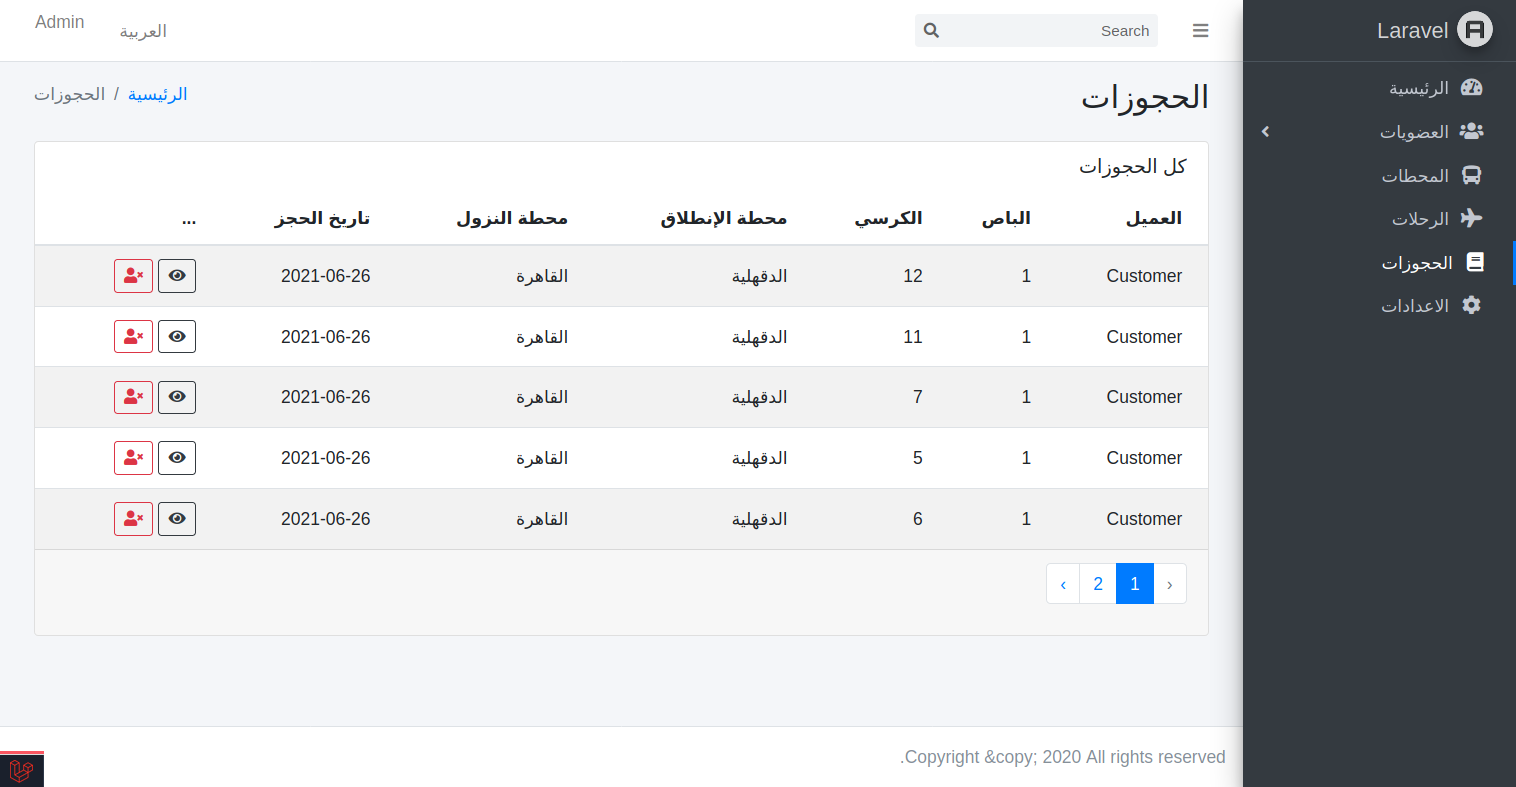 Laravel
الرئيسية
العضويات
المحطات
الرحلات
الحجوزات
الاعدادات
Search
العربية
Admin
الحجوزات
الرئيسية / الحجوزات
كل الحجوزات
العميل الباص الكرسي محطة الإنطلاق محطة النزول تاريخ الحجز ...
Customer 1 12 الدقهلية القاهرة 2021-06-26
Customer 1 11 الدقهلية القاهرة 2021-06-26
Customer 1 7 الدقهلية القاهرة 2021-06-26
Customer 1 5 الدقهلية القاهرة 2021-06-26
Customer 1 6 الدقهلية القاهرة 2021-06-26
‹ 1 2 ›
.Copyright &copy; 2020 All rights reserved